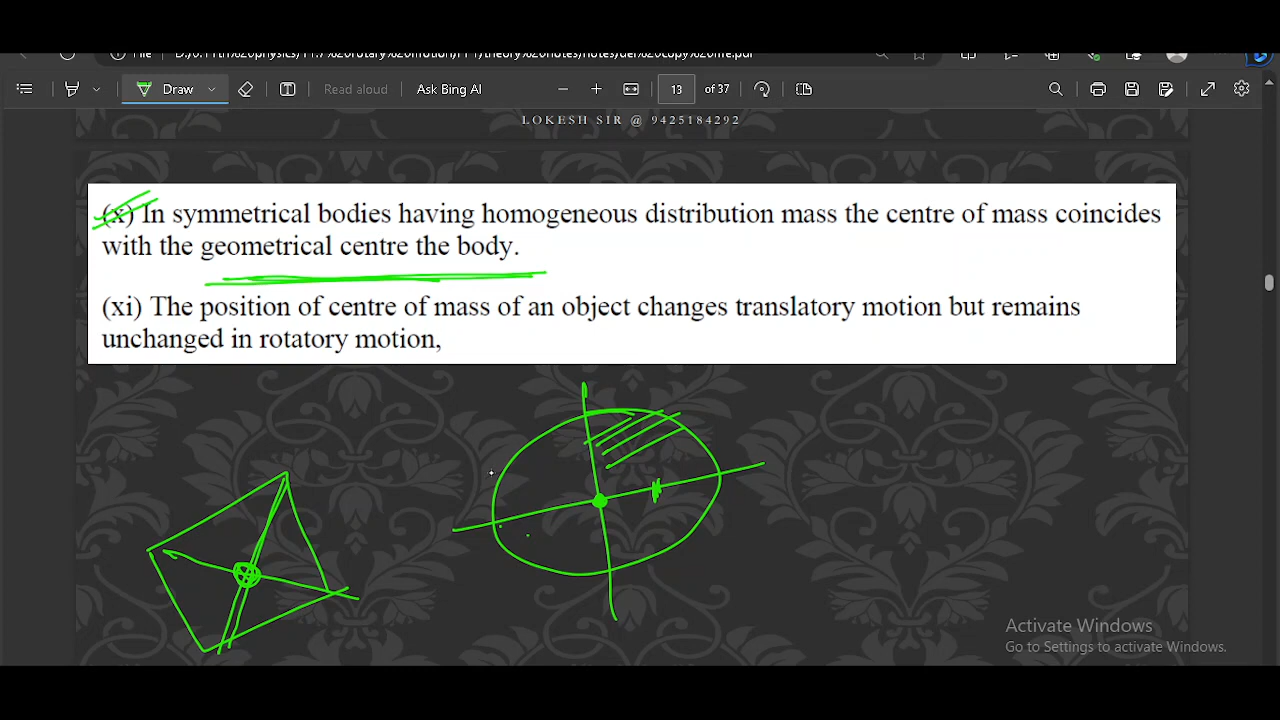 Draw
Read aloud
Ask Bing AI
13
of 37
LOKESH SIR @ 9425184292
(x) In symmetrical bodies having homogeneous distribution mass the centre of mass coincides
with the geometrical centre the body.
(xi) The position of centre of mass of an object changes translatory motion but remains
unchanged in rotatory motion,
Activate Windows
Go to Settings to activate Windows.